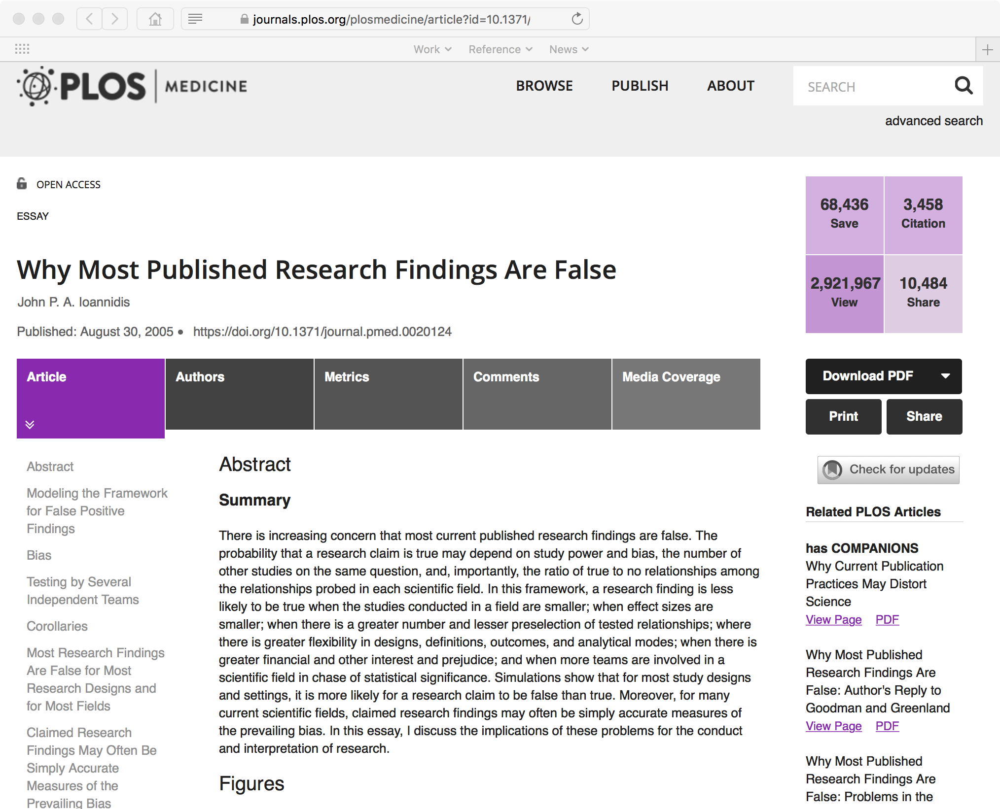 journals.plos.org/plosmedicine/article?id=10.1371/
Work
Reference
News
PLOS | MEDICINE
BROWSE
PUBLISH
ABOUT
SEARCH
advanced search
OPEN ACCESS
ESSAY
Why Most Published Research Findings Are False
John P. A. Ioannidis
Published: August 30, 2005 • https://doi.org/10.1371/journal.pmed.0020124
68,436
Save
3,458
Citation
2,921,967
View
10,484
Share
Article
Authors
Metrics
Comments
Media Coverage
Download PDF
Print
Share
Check for updates
Abstract
Modeling the Framework
for False Positive
Findings
Bias
Testing by Several
Independent Teams
Corollaries
Most Research Findings
Are False for Most
Research Designs and
for Most Fields
Claimed Research
Findings May Often Be
Simply Accurate
Measures of the
Prevailing Bias
Abstract
Summary
There is increasing concern that most current published research findings are false. The
probability that a research claim is true may depend on study power and bias, the number of
other studies on the same question, and, importantly, the ratio of true to no relationships among
the relationships probed in each scientific field. In this framework, a research finding is less
likely to be true when the studies conducted in a field are smaller; when effect sizes are
smaller; when there is a greater number and lesser preselection of tested relationships; where
there is greater flexibility in designs, definitions, outcomes, and analytical modes; when there is
greater financial and other interest and prejudice; and when more teams are involved in a
scientific field in chase of statistical significance. Simulations show that for most study designs
and settings, it is more likely for a research claim to be false than true. Moreover, for many
current scientific fields, claimed research findings may often be simply accurate measures of
the prevailing bias. In this essay, I discuss the implications of these problems for the conduct
and interpretation of research.
Figures
Related PLOS Articles
has COMPANIONS
Why Current Publication
Practices May Distort
Science
View Page PDF
Why Most Published
Research Findings Are
False: Author's Reply to
Goodman and Greenland
View Page PDF
Why Most Published
Research Findings Are
False: Problems in the